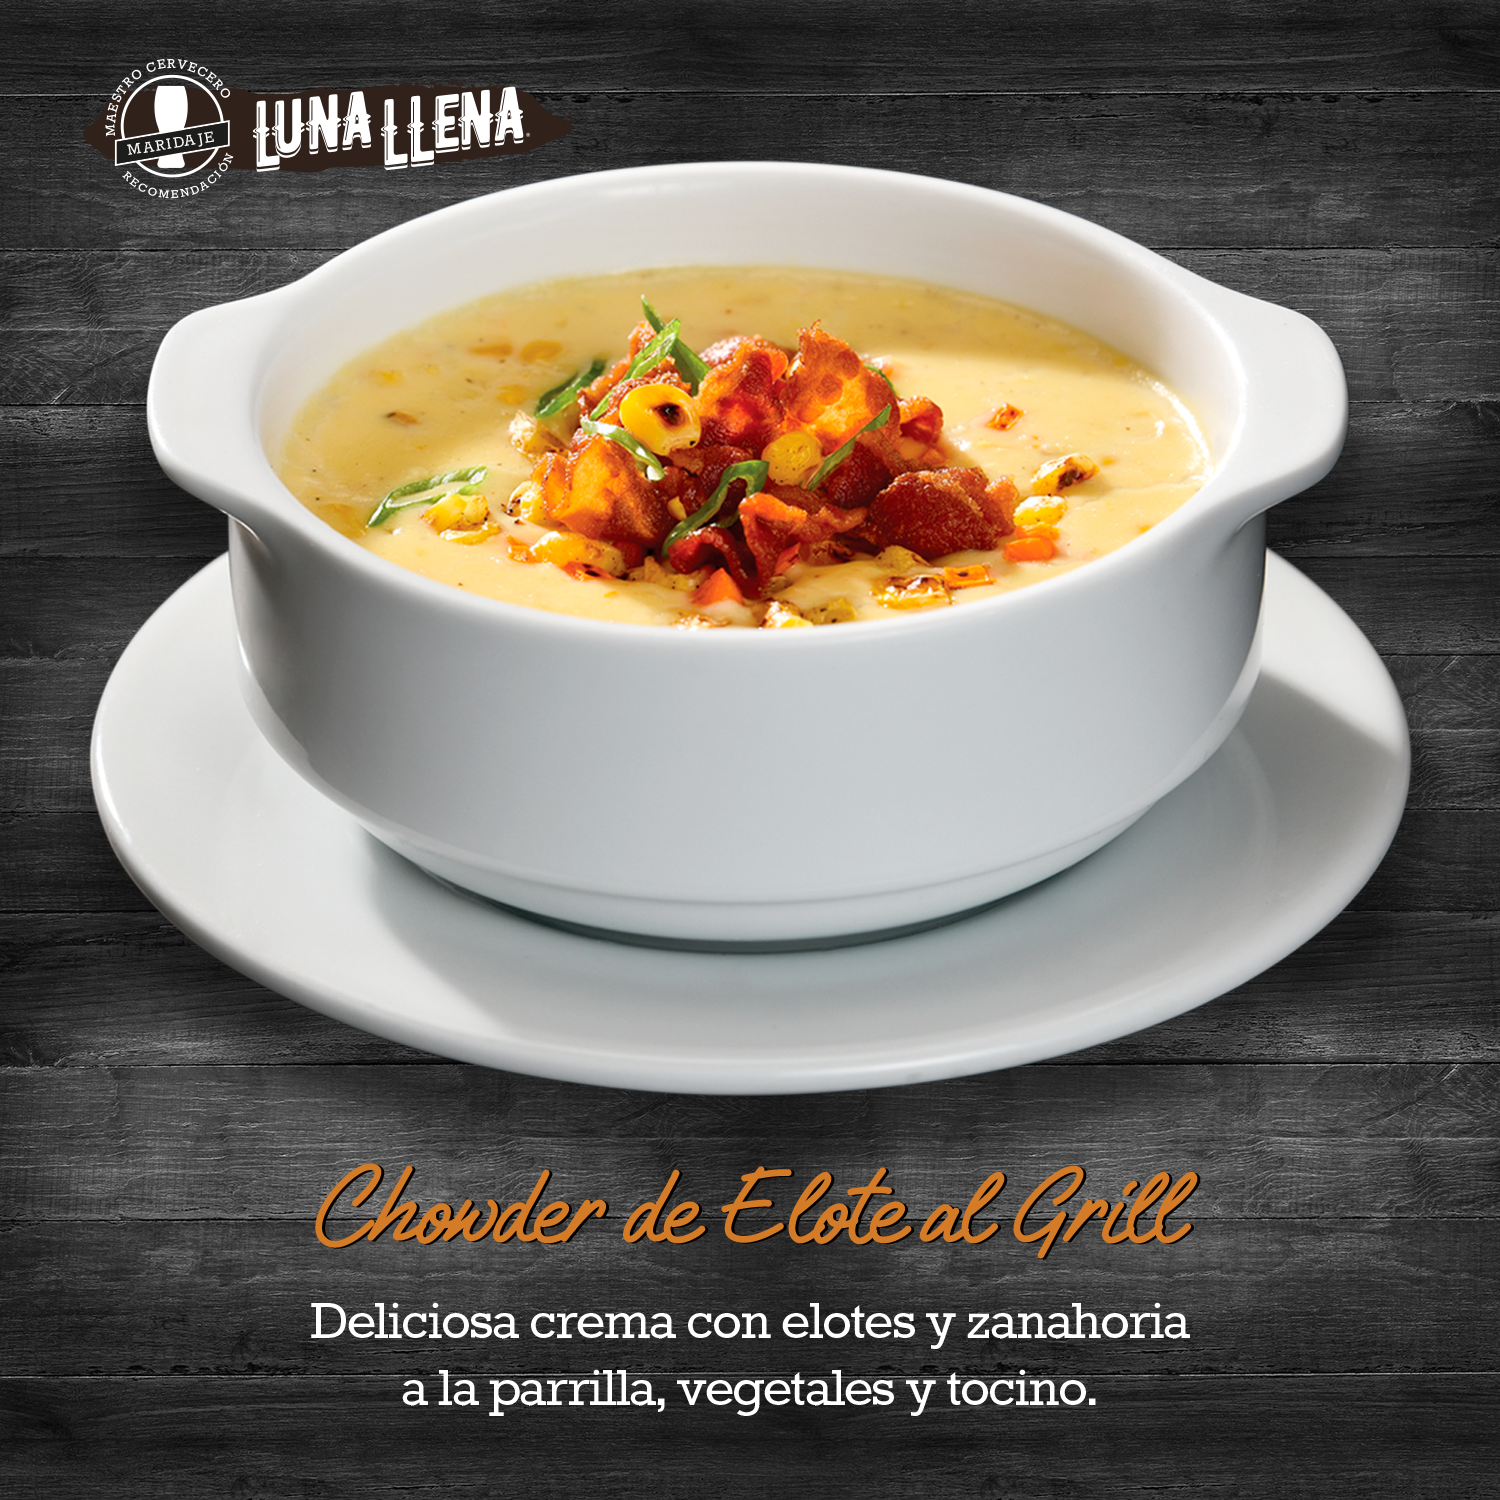 MAESTRO CERVECERO
MARIDAJE
RECOMENDACIÓN
LUNA LLENA
Chowder de Elote al Grill
Deliciosa crema con elotes y zanahoria
a la parrilla, vegetales y tocino.